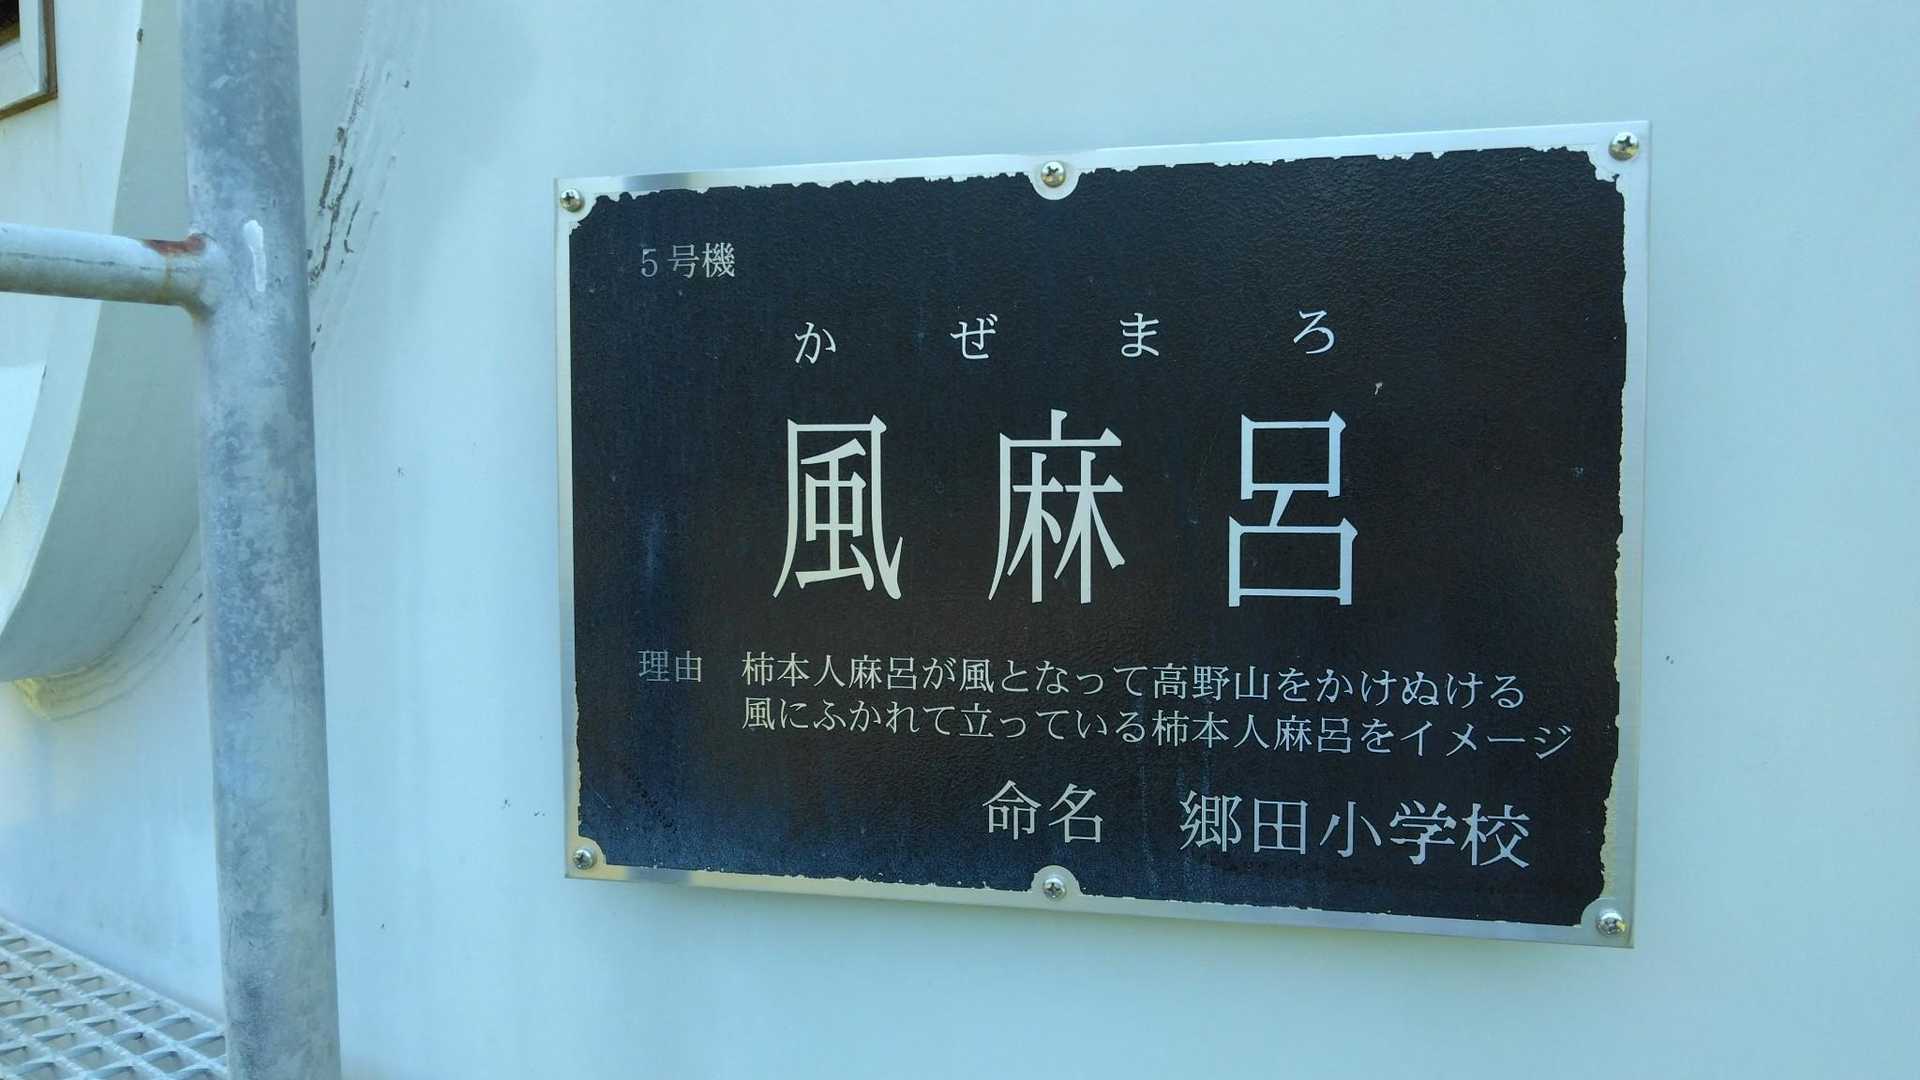 5号機
かぜまろ
風麻呂
理由 柿本人麻呂が風となって高野山をかけぬける
風にふかれて立っている柿本人麻呂をイメージ
命名 郷田小学校